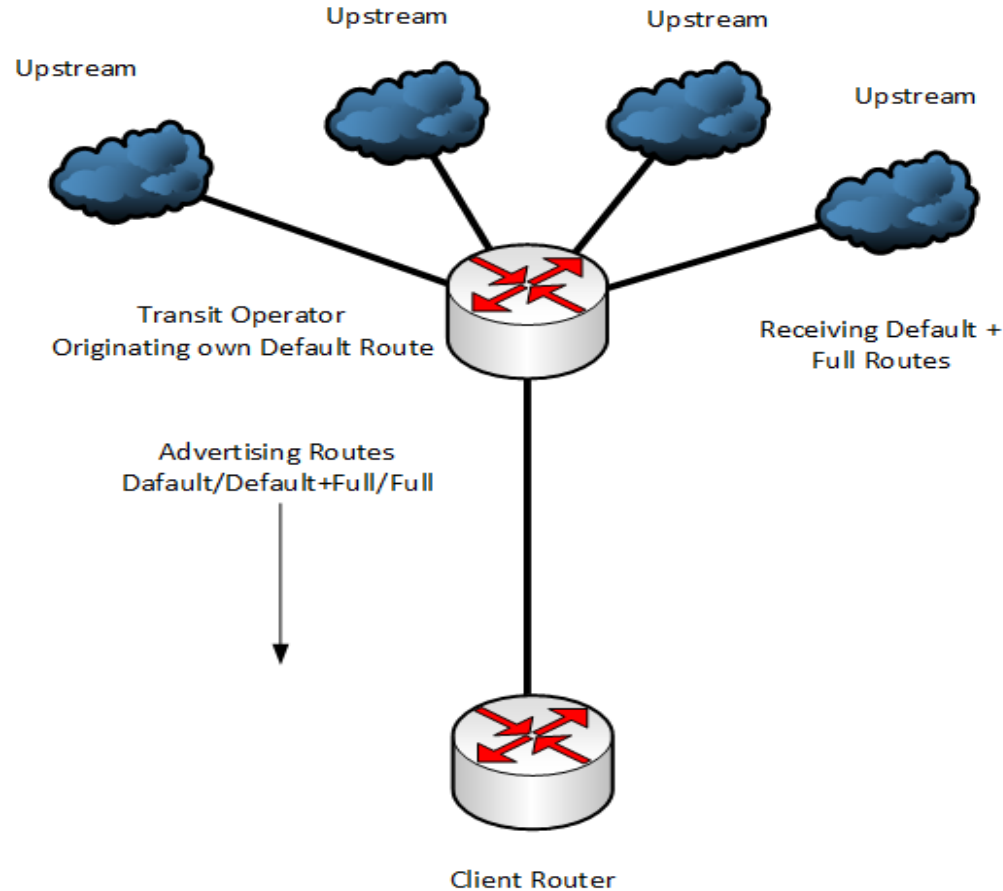 Upstream
Upstream
Upstream
Upstream
Transit Operator
Originating own Default Route
Receiving Default +
Full Routes
Advertising Routes
Dafault/Default+Full/Full
Client Router